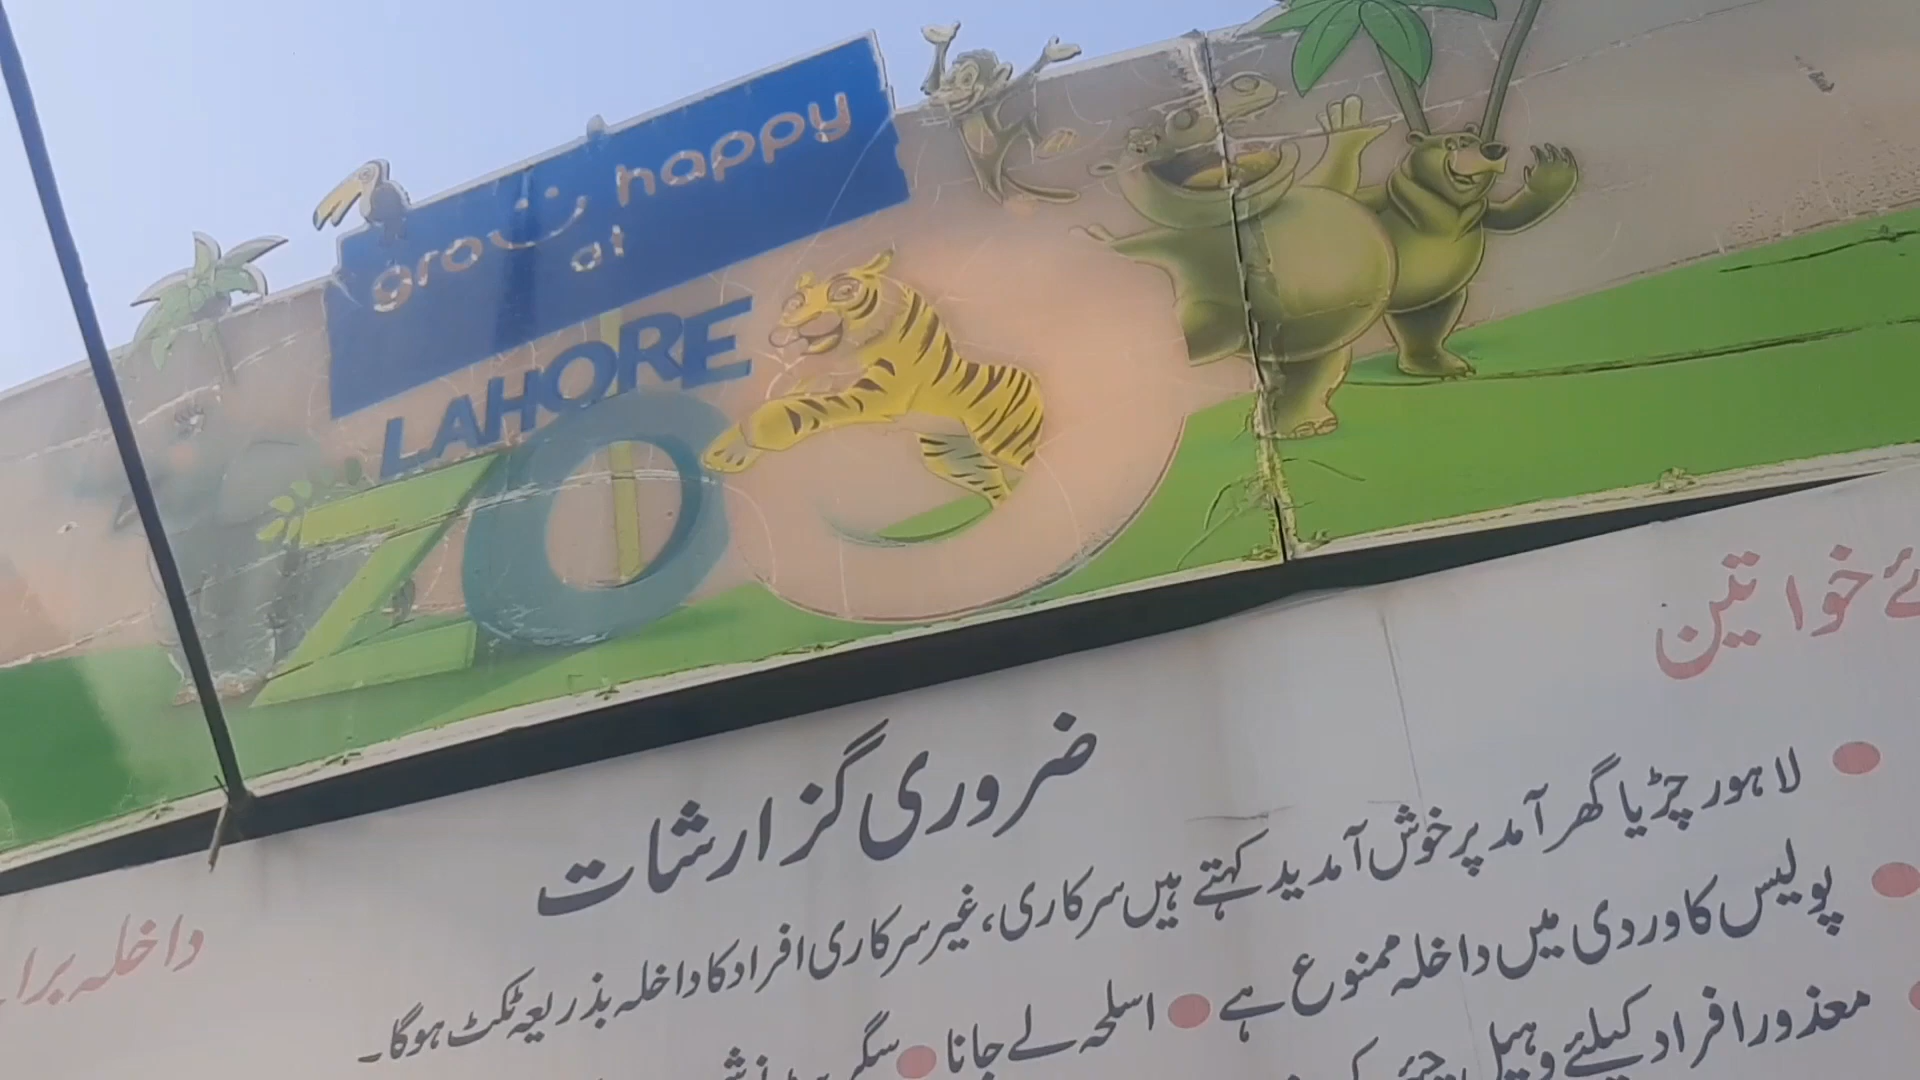 grow happy
at
LAHORE
ZOO
ئے خواتین
ضروری گزارشات
داخلہ برا
لاہور چڑیا گھر آمد پر خوش آمدید کہتے ہیں سرکاری، غیر سرکاری افراد کا داخلہ بذریعہ ٹکٹ ہوگا۔
پولیس کا وردی میں داخلہ ممنوع ہے ● اسلحہ لے جانا ● سگر
معذور افراد کیلئے وہیل